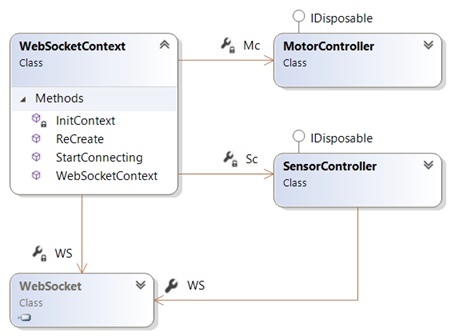 IDisposable
WebSocketContext
Class
Mc
MotorController
Class
Methods
InitContext
ReCreate
StartConnecting
WebSocketContext
IDisposable
Sc
SensorController
Class
WS
WebSocket
Class
WS